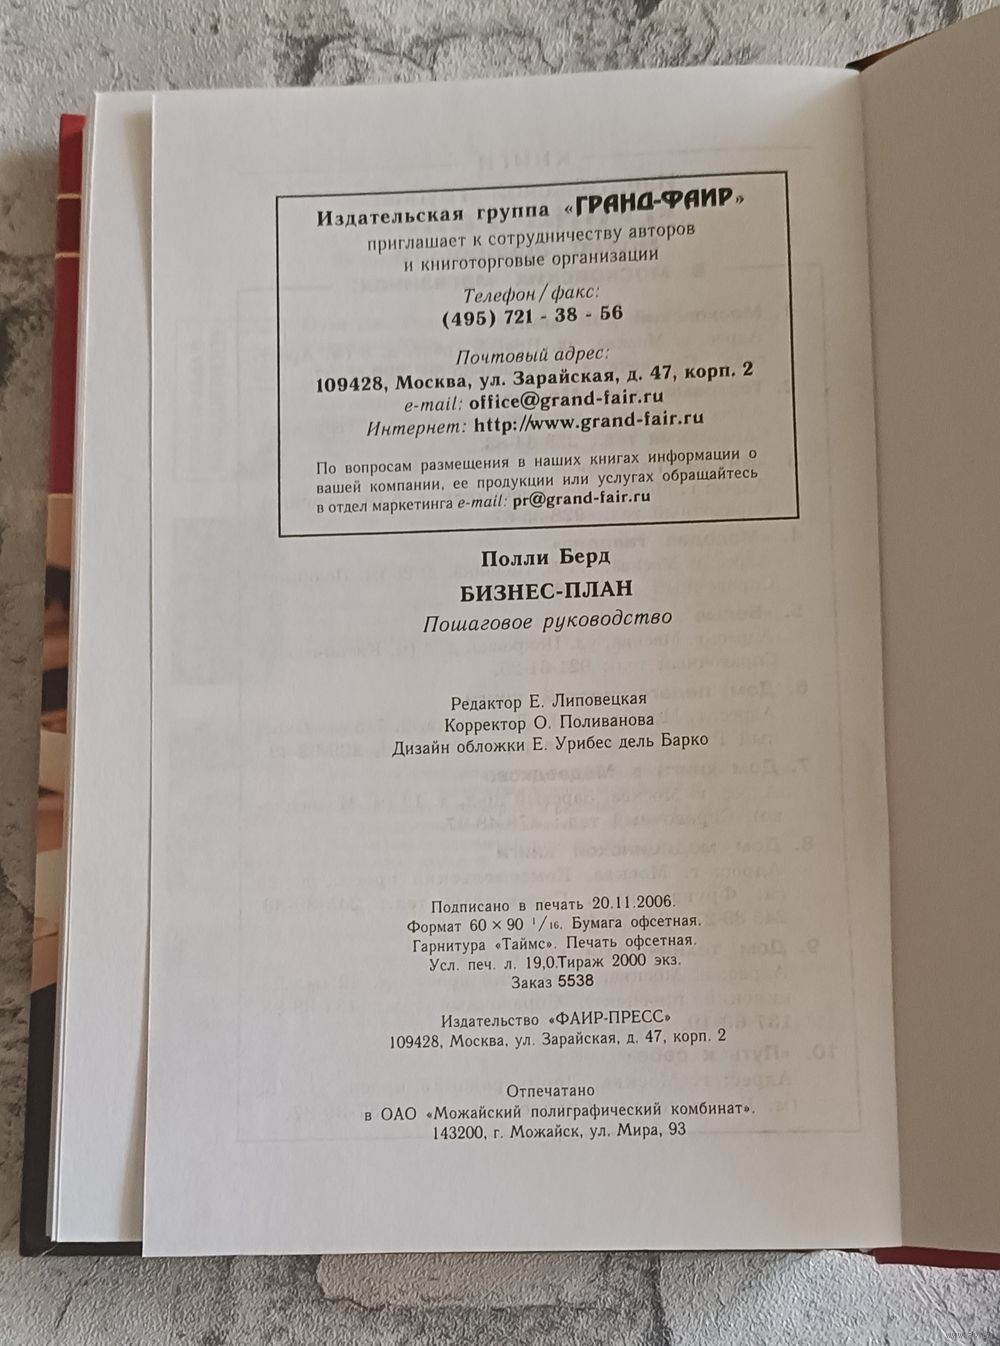 Издательская группа «ГРАНД-ФАИР»
приглашает к сотрудничеству авторов
и книготорговые организации
Телефон/факс:
(495) 721 - 38 - 56
Почтовый адрес:
109428, Москва, ул. Зарайская, д. 47, корп. 2
e-mail: office@grand-fair.ru
Интернет: http://www.grand-fair.ru
По вопросам размещения в наших книгах информации о
вашей компании, ее продукции или услугах обращайтесь
в отдел маркетинга e-mail: pr@grand-fair.ru
Полли Берд
БИЗНЕС-ПЛАН
Пошаговое руководство
Редактор Е. Липовецкая
Корректор О. Поливанова
Дизайн обложки Е. Урибес дель Барко
Подписано в печать 20.11.2006.
Формат 60 × 90 1/16. Бумага офсетная.
Гарнитура «Таймс». Печать офсетная.
Усл. печ. л. 19,0.Тираж 2000 экз.
Заказ 5538
Издательство «ФАИР-ПРЕСС»
109428, Москва, ул. Зарайская, д. 47, корп. 2
Отпечатано
в ОАО «Можайский полиграфический комбинат».
143200, г. Можайск, ул. Мира, 93